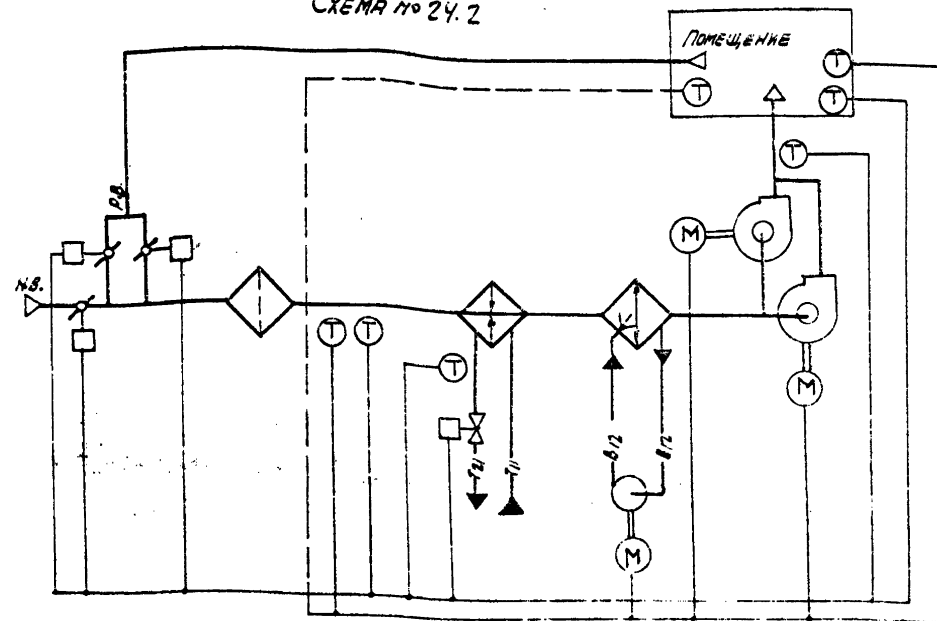 СХЕМА № 24.2
ПОМЕЩЕНИЕ
Т
Т
Т
Т
Р.В.
М
Н.В.
Т
Т
Т
М
Т21
Т11
В12
В12
М